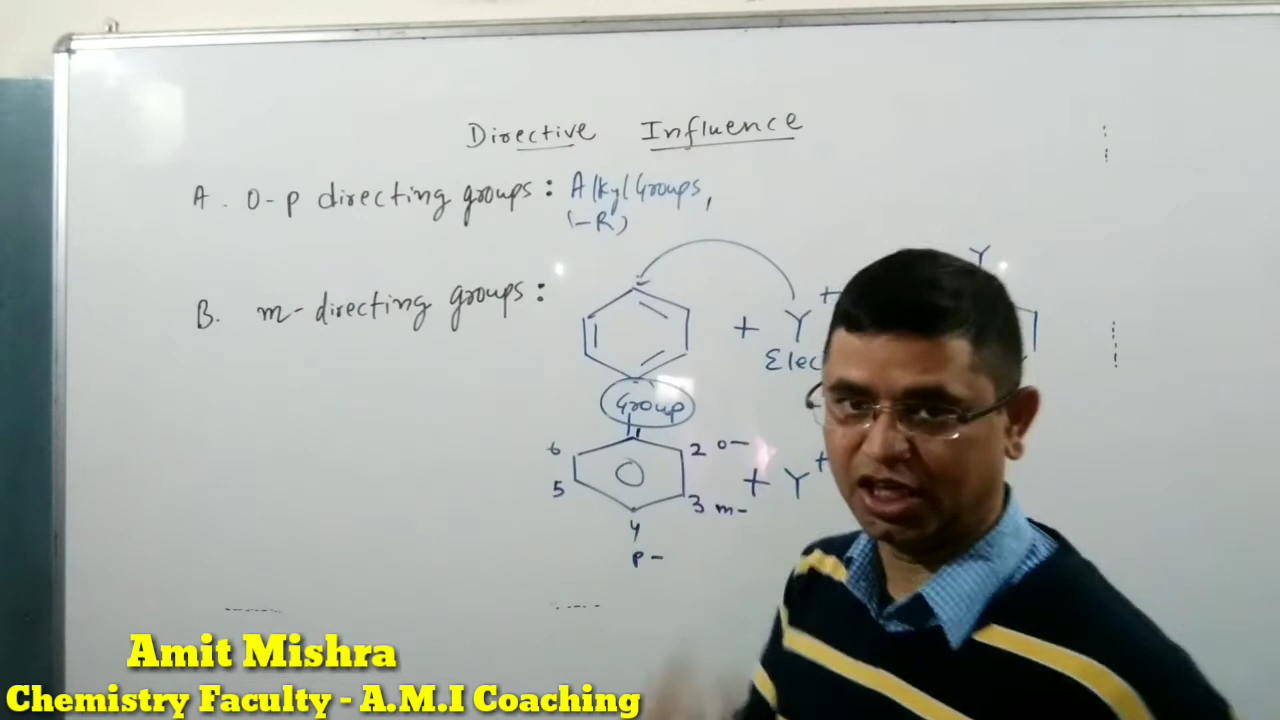 Directive Influence
A. o-p directing groups: Alkyl Groups,
(-R)
B. m-directing groups:
Y
+ Y+
Elec
Group
6 2 o-
+ Y+
5 3 m-
4
p-
Amit Mishra
Chemistry Faculty - A.M.I Coaching